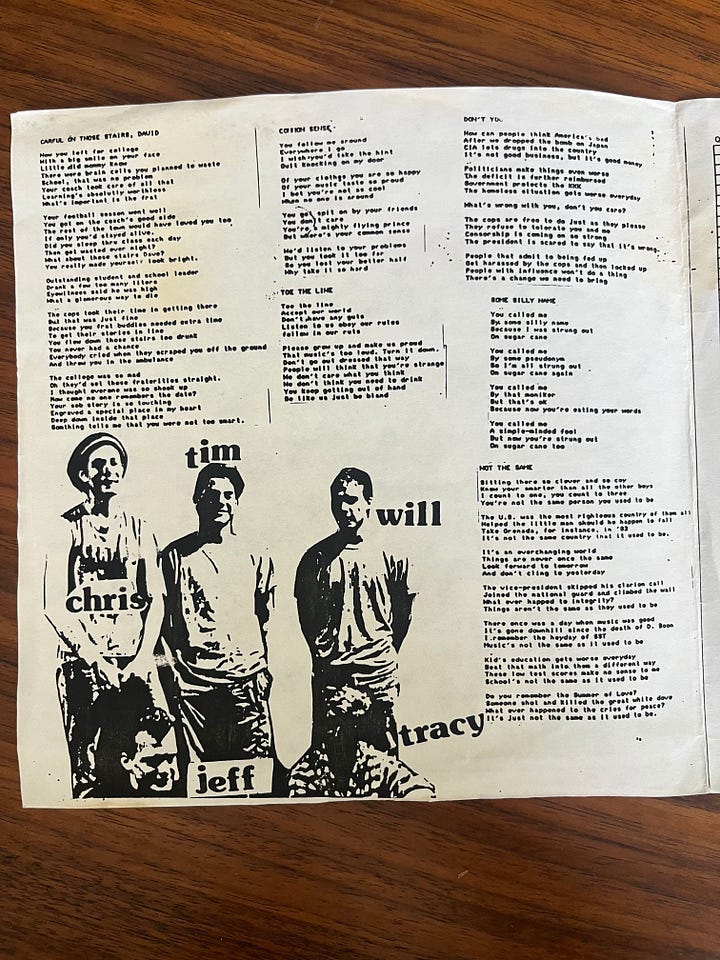 CARFUL ON THOSE STAIRS, DAVID
Now you left for college
With a big smile on your face
Little did mommy know
There were brain cells you planned to waste
School, that was no problem
Your coach took care of all that
Learning's absolutly worthless
What's important is the frat
Your football season went well
You got on the coach's good side
The rest of the town would have loved you too
If only you'd stayed alive.
Did you sleep thru class each day
Then get wasted ever night?
What about those stairs Dave?
You really made yourself look bright.
Outstanding student and school leader
Drank a few too many liters
Eyewitness said he was high
What a glamorous way to die
The cops took their time in getting there
But that was just fine
Because you frat buddies needed extra time
To get their stories in line
You flew down those stairs too drunk
You never had a chance
Everybody cried when they scraped you off the ground
And threw you in the ambulance
The college was so mad
Oh they'd set those fraternities straight.
I thought everone was so shook up
How come no one remembers the date?
Your sob story is so touching
Engraved a special place in my heart
Deep down inside that place
Somthing tells me that you were not too smart.
COMMON SENSE
You follow me around
Everywhere I go
I wish you'd take the hint
Quit knocking on my door
Of your clothes you are so happy
Of your music taste so proud
I bet you're not so cool
When no one is around
You get spit on by your friends
You don't care
You're a mighty flying prince
But where's your common sense
We'd listen to your problems
But you took it too far
So you lost your better half
Why take it so hard
TOE THE LINE
Toe the line
Accept our world
Don't have any guts
Listen to us obey our rules
follow in our ruts
Please grow up and make us proud
That music's too loud. Turn it down.
Don't go out dressed that way
People will think that you're strange
We don't care what you think
We don't think you need to drink
You keep getting out of hand
Be like us just be bland
DON'T YOU
How can people think America's bad
After we dropped the bomb on Japan
CIA lets drugs into the country
It's not good business, but it's good money
Politicians make things even worse
The deficit is further reimbursed
Government protects the KKK
The homeless situation gets worse everyday
What's wrong with you, don't you care?
The cops are free to do just as they please
They refuse to tolerate you and me
Censorship is coming on so strong
The president is scared to say that it's wrong
People that admit to being fed up
Get harassed by the cops and then locked up
People with influence won't do a thing
There's a change we need to bring
SOME SILLY NAME
You called me
By some silly name
Because I strung out
On sugar cane
You called me
By some pseudonym
So I'm all strung out
On sugar cane again
You called me
By that moniker
But that's ok
Because now you're eating your words
You called me
A simple-minded fool
But now you're strung out
On sugar cane too
NOT THE SAME
Sitting there so clever and so coy
Know your smarter than all the other boys
I count to one, you count to three
You're not the same person you used to be
The U.S. was the most righteous country of them all
Helped the little man should he happen to fall
Take Grenada, for instance, in '83
It's not the same country that it used to be.
It's an everchanging world
Things are never once the same
Look forward to tomorrow
And don't cling to yesterday
The vice-president skipped his clarion call
Joined the national guard and climbed the wall
What ever happed to integrity?
Things aren't the same as they used to be
There once was a day when music was good
It's gone downhill since the death of D. Boon
I remember the heyday of SST
Music's not the same as it used to be
Kid's education gets worse everyday
Beat that math into them a different way
These low test scores make no sense to me
School's not the same as it used to be
Do you remember the Summer of Love?
Someone shot and killed the great white dove
What ever happened to the cries for peace?
It's just not the same as it used to be.
tim
will
chris
tracy
jeff